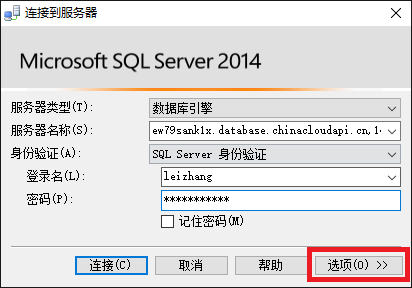 连接到服务器
Microsoft SQL Server 2014
服务器类型(T):
数据库引擎
服务器名称(S):
ew79sank1x.database.chinacloudapi.cn,1
身份验证(A):
SQL Server 身份验证
登录名(L):
leizhang
密码(P):
***********
记住密码(M)
连接(C)
取消
帮助
选项(O) >>